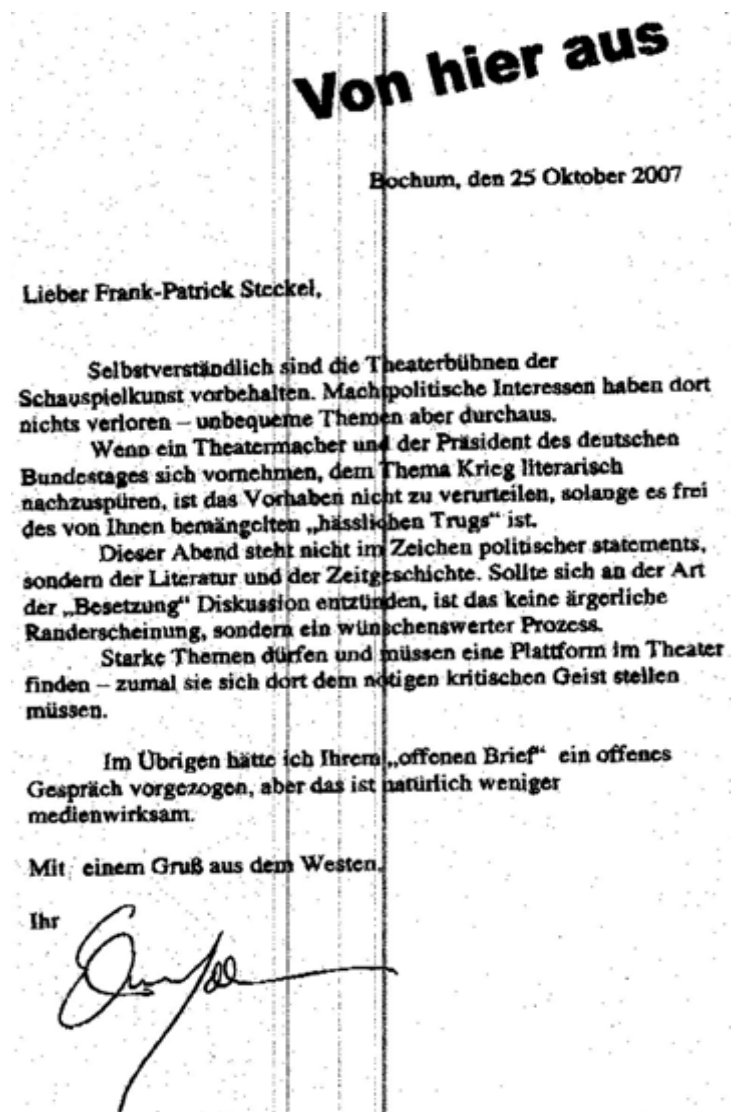 Von hier aus
Bochum, den 25 Oktober 2007
Lieber Frank-Patrick Steckel,
Selbstverständlich sind die Theaterbühnen der
Schauspielkunst vorbehalten. Machtpolitische Interessen haben dort
nichts verloren – unbequeme Themen aber durchaus.
Wenn ein Theatermacher und der Präsident des deutschen
Bundestages sich vornehmen, dem Thema Krieg literarisch
nachzuspüren, ist das Vorhaben nicht zu verurteilen, solange es frei
des von Ihnen bemängelten „hässlichen Trugs“ ist.
Dieser Abend steht nicht im Zeichen politischer statements,
sondern der Literatur und der Zeitgeschichte. Sollte sich an der Art
der „Besetzung“ Diskussion entzünden, ist das keine ärgerliche
Randerscheinung, sondern ein wünschenswerter Prozess.
Starke Themen dürfen und müssen eine Plattform im Theater
finden – zumal sie sich dort dem nötigen kritischen Geist stellen
müssen.
Im Übrigen hätte ich Ihrem „offenen Brief“ ein offenes
Gespräch vorgezogen, aber das ist natürlich weniger
medienwirksam.
Mit einem Gruß aus dem Westen,
Ihr